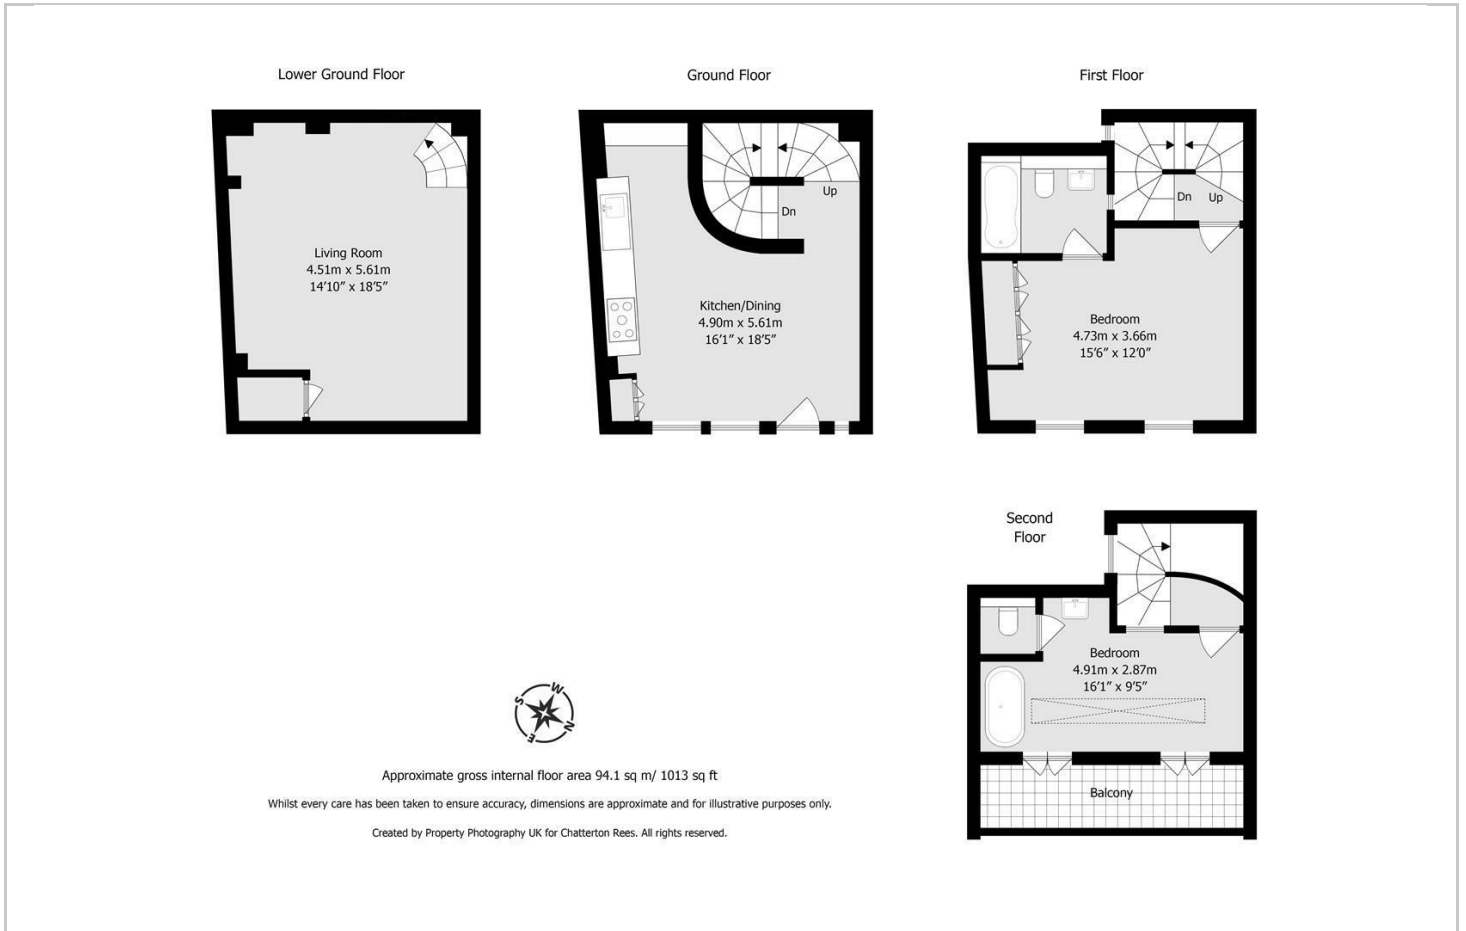 Lower Ground Floor
Living Room
4.51m x 5.61m
14'10" x 18'5"
Ground Floor
Up
Dn
Kitchen/Dining
4.90m x 5.61m
16'1" x 18'5"
First Floor
Dn Up
Bedroom
4.73m x 3.66m
15'6" x 12'0"
Second
Floor
Bedroom
4.91m x 2.87m
16'1" x 9'5"
Balcony
S W
E N
Approximate gross internal floor area 94.1 sq m/ 1013 sq ft
Whilst every care has been taken to ensure accuracy, dimensions are approximate and for illustrative purposes only.
Created by Property Photography UK for Chatterton Rees. All rights reserved.